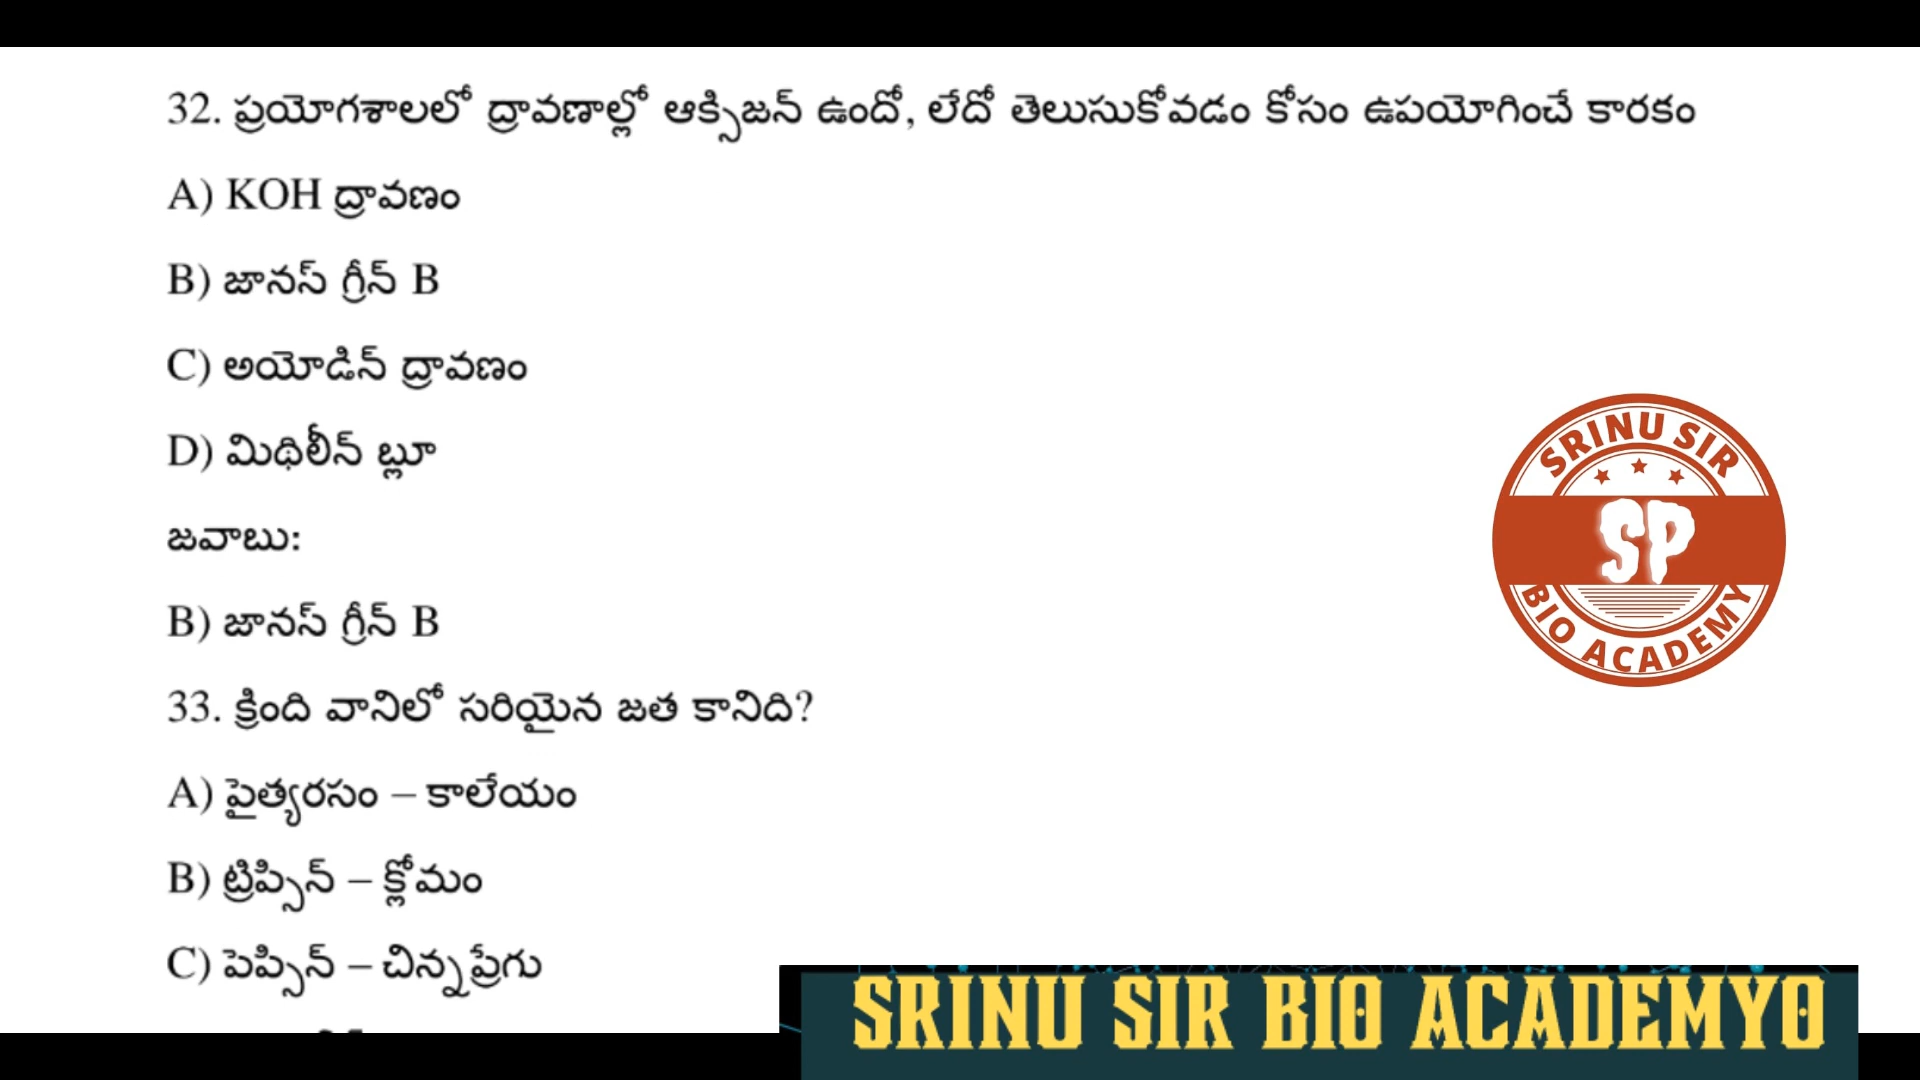 32. ప్రయోగశాలలో ద్రావణాల్లో ఆక్సిజన్ ఉందో, లేదో తెలుసుకోవడం కోసం ఉపయోగించే కారకం
A) KOH ద్రావణం
B) జానస్ గ్రీన్ B
C) అయోడిన్ ద్రావణం
D) మిథిలీన్ బ్లూ
జవాబు:
B) జానస్ గ్రీన్ B
33. క్రింది వానిలో సరియైన జత కానిది?
A) పైత్యరసం – కాలేయం
B) ట్రిప్సిన్ – క్లోమం
C) పెప్సిన్ – చిన్నప్రేగు
SRINU SIR
SP
BIO ACADEMY
SRINU SIR BIO ACADEMYO